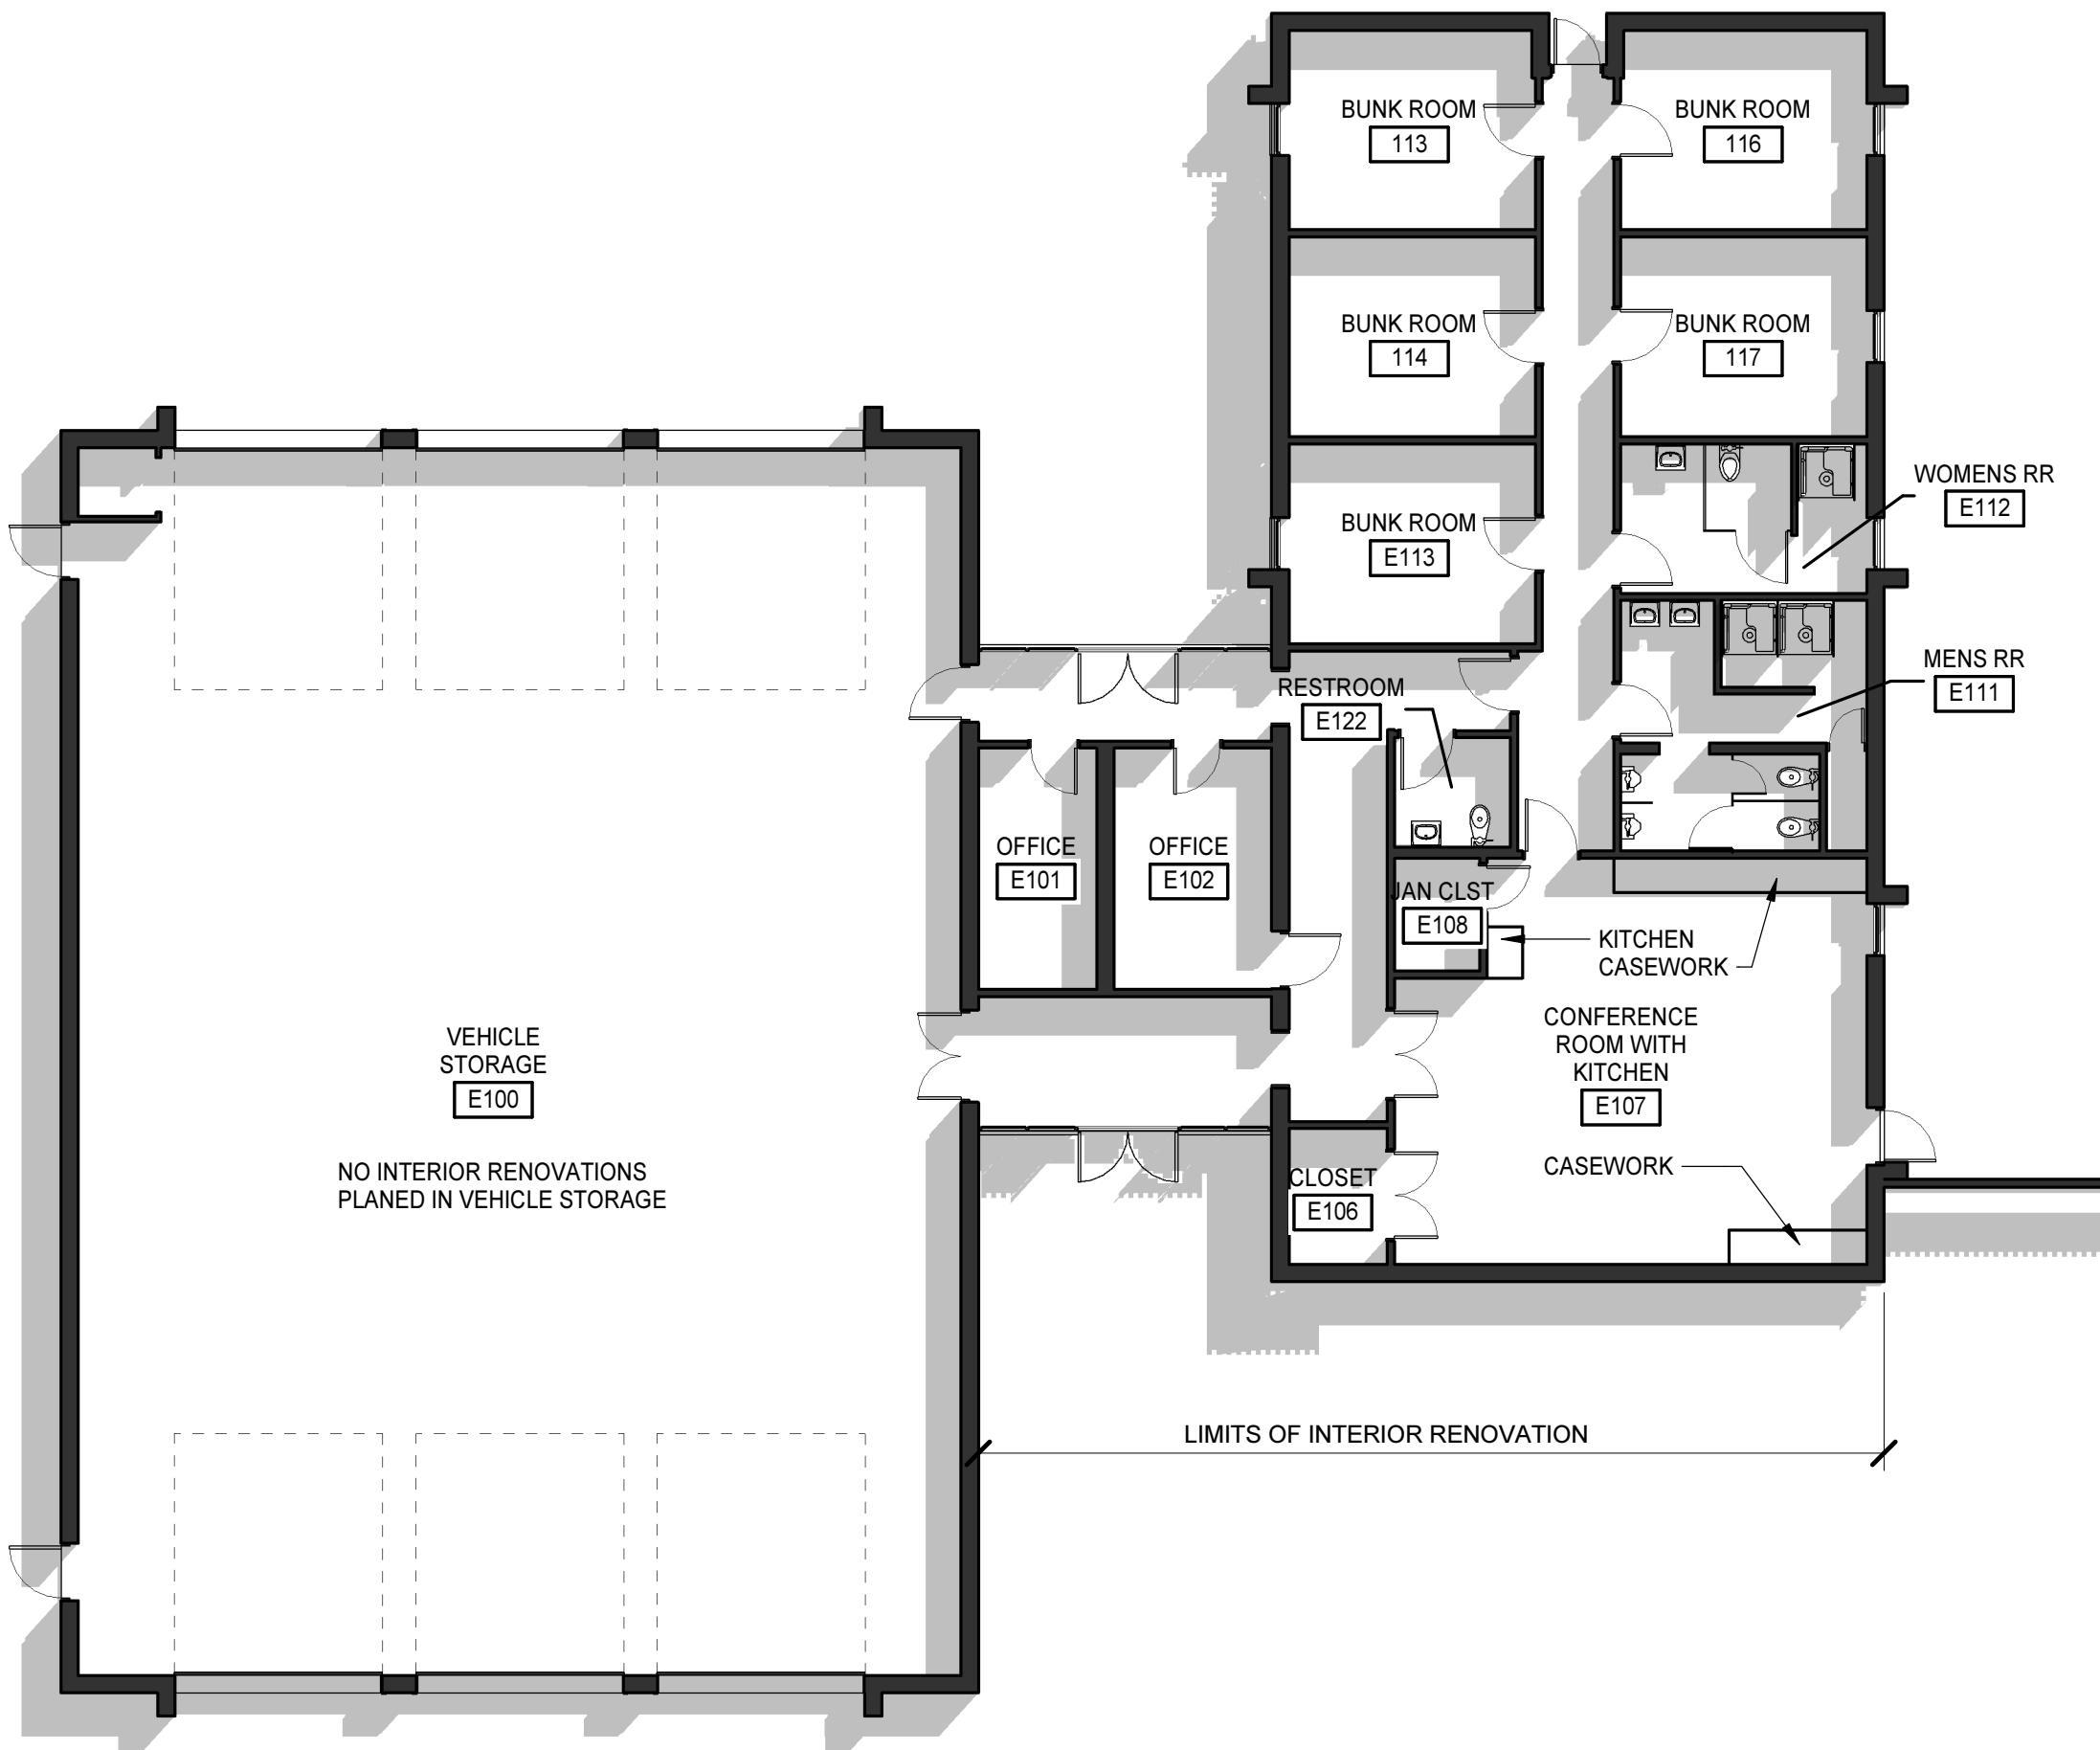 BUNK ROOM
113
BUNK ROOM
116
BUNK ROOM
114
BUNK ROOM
117
BUNK ROOM
E113
WOMENS RR
E112
MENS RR
E111
RESTROOM
E122
OFFICE
E101
OFFICE
E102
JAN CLST
E108
KITCHEN
CASEWORK
CONFERENCE
ROOM WITH
KITCHEN
E107
VEHICLE
STORAGE
E100
NO INTERIOR RENOVATIONS
PLANED IN VEHICLE STORAGE
CASEWORK
CLOSET
E106
LIMITS OF INTERIOR RENOVATION